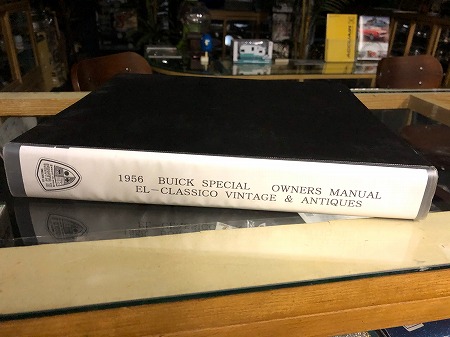 1956 BUICK SPECIAL OWNERS MANUAL
EL-CLASSICO VINTAGE & ANTIQUES